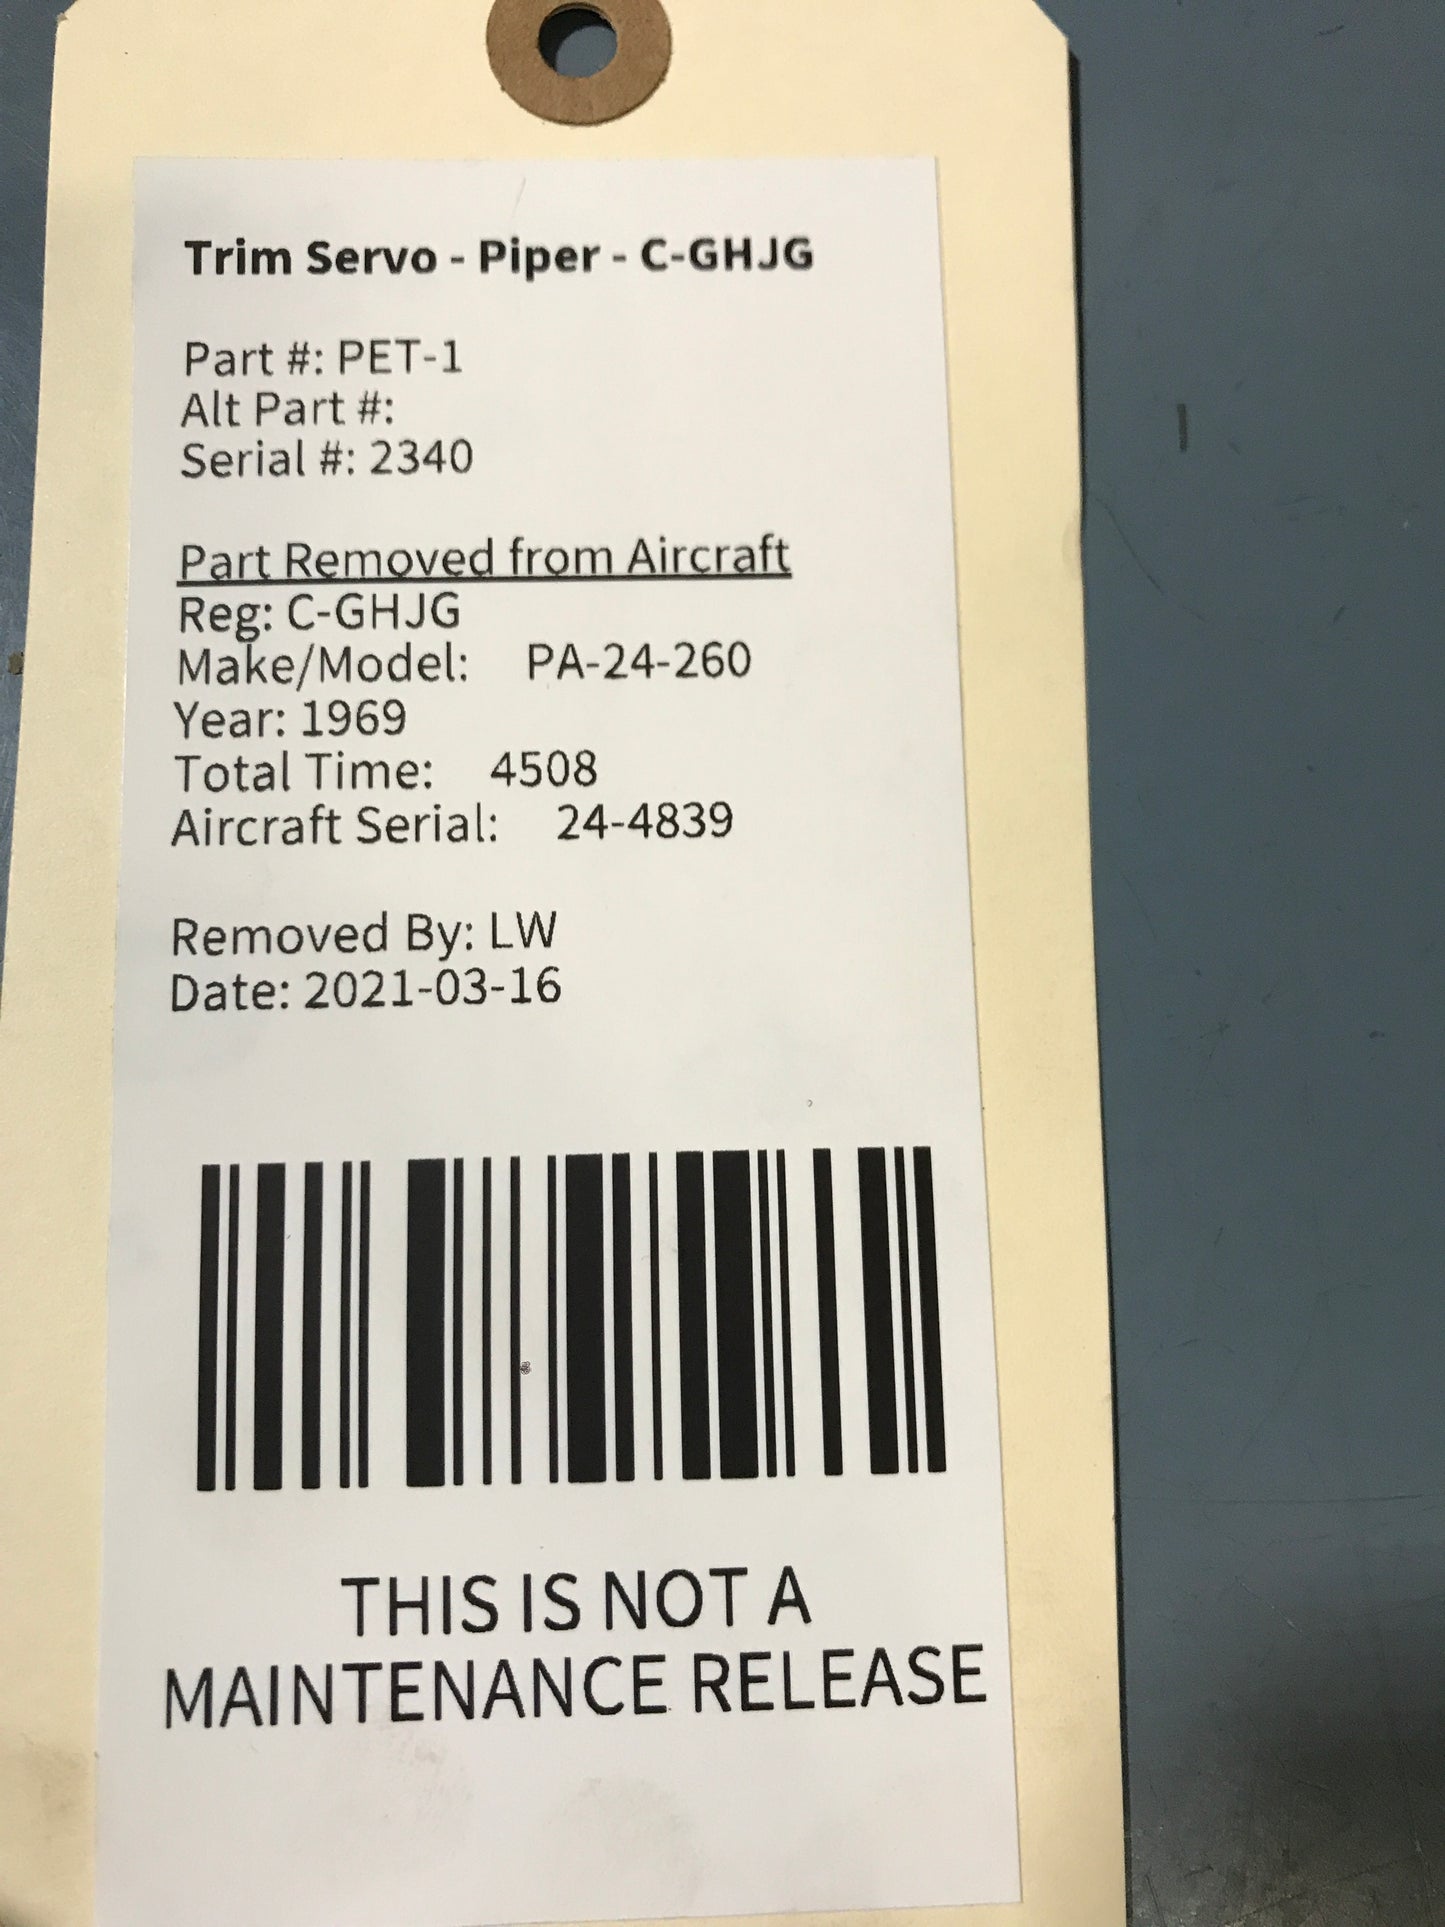 Trim Servo - Piper - C-GHJG
Part #: PET-1
Alt Part #:
Serial #: 2340
Part Removed from Aircraft
Reg: C-GHJG
Make/Model: PA-24-260
Year: 1969
Total Time: 4508
Aircraft Serial: 24-4839
Removed By: LW
Date: 2021-03-16
THIS IS NOT A
MAINTENANCE RELEASE